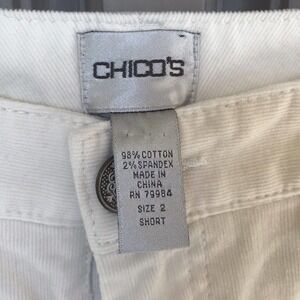 CHICO'S
98% COTTON
2% SPANDEX
MADE IN
CHINA
RN 79984
SIZE 2
SHORT